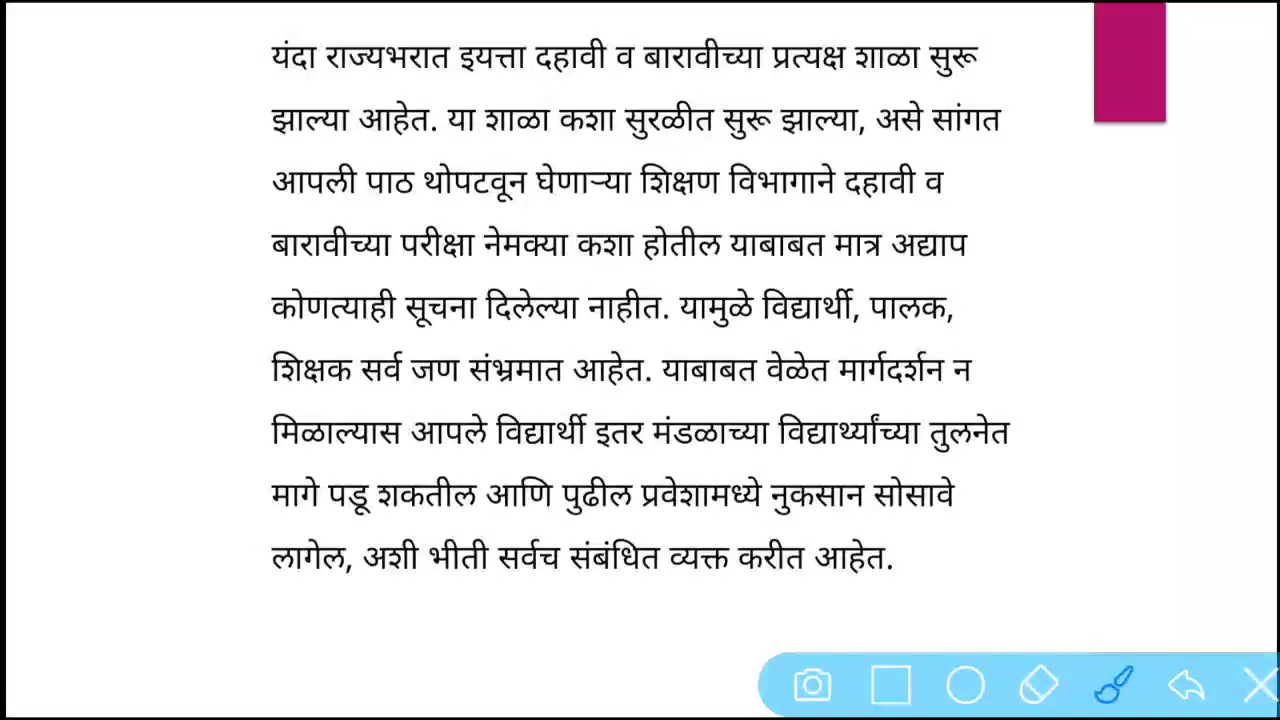 यंदा राज्यभरात इयत्ता दहावी व बारावीच्या प्रत्यक्ष शाळा सुरू
झाल्या आहेत. या शाळा कशा सुरळीत सुरू झाल्या, असे सांगत
आपली पाठ थोपटवून घेणाऱ्या शिक्षण विभागाने दहावी व
बारावीच्या परीक्षा नेमक्या कशा होतील याबाबत मात्र अद्याप
कोणत्याही सूचना दिलेल्या नाहीत. यामुळे विद्यार्थी, पालक,
शिक्षक सर्व जण संभ्रमात आहेत. याबाबत वेळेत मार्गदर्शन न
मिळाल्यास आपले विद्यार्थी इतर मंडळाच्या विद्यार्थ्यांच्या तुलनेत
मागे पडू शकतील आणि पुढील प्रवेशामध्ये नुकसान सोसावे
लागेल, अशी भीती सर्वच संबंधित व्यक्त करीत आहेत.